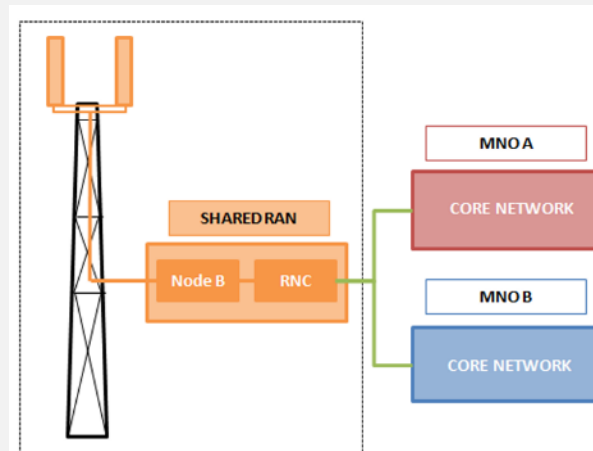 MNO A
CORE NETWORK
SHARED RAN
Node B
RNC
MNO B
CORE NETWORK